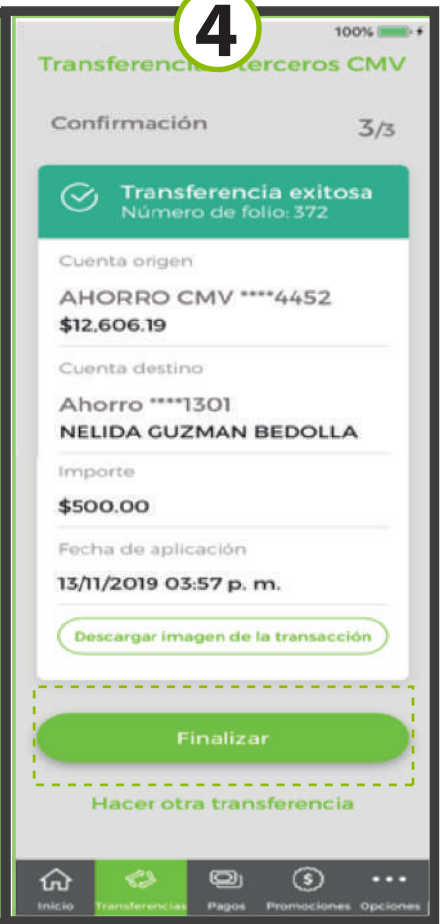 4
100%
Transferenc terceros CMV
Confirmación 3/3
Transferencia exitosa
Número de folio: 372
Cuenta origen
AHORRO CMV ****4452
$12,606.19
Cuenta destino
Ahorro ****1301
NELIDA GUZMAN BEDOLLA
Importe
$500.00
Fecha de aplicación
13/11/2019 03:57 p. m.
Descargar imagen de la transacción
Finalizar
Hacer otra transferencia
Inicio Transferencias Pagos Promociones Opciones